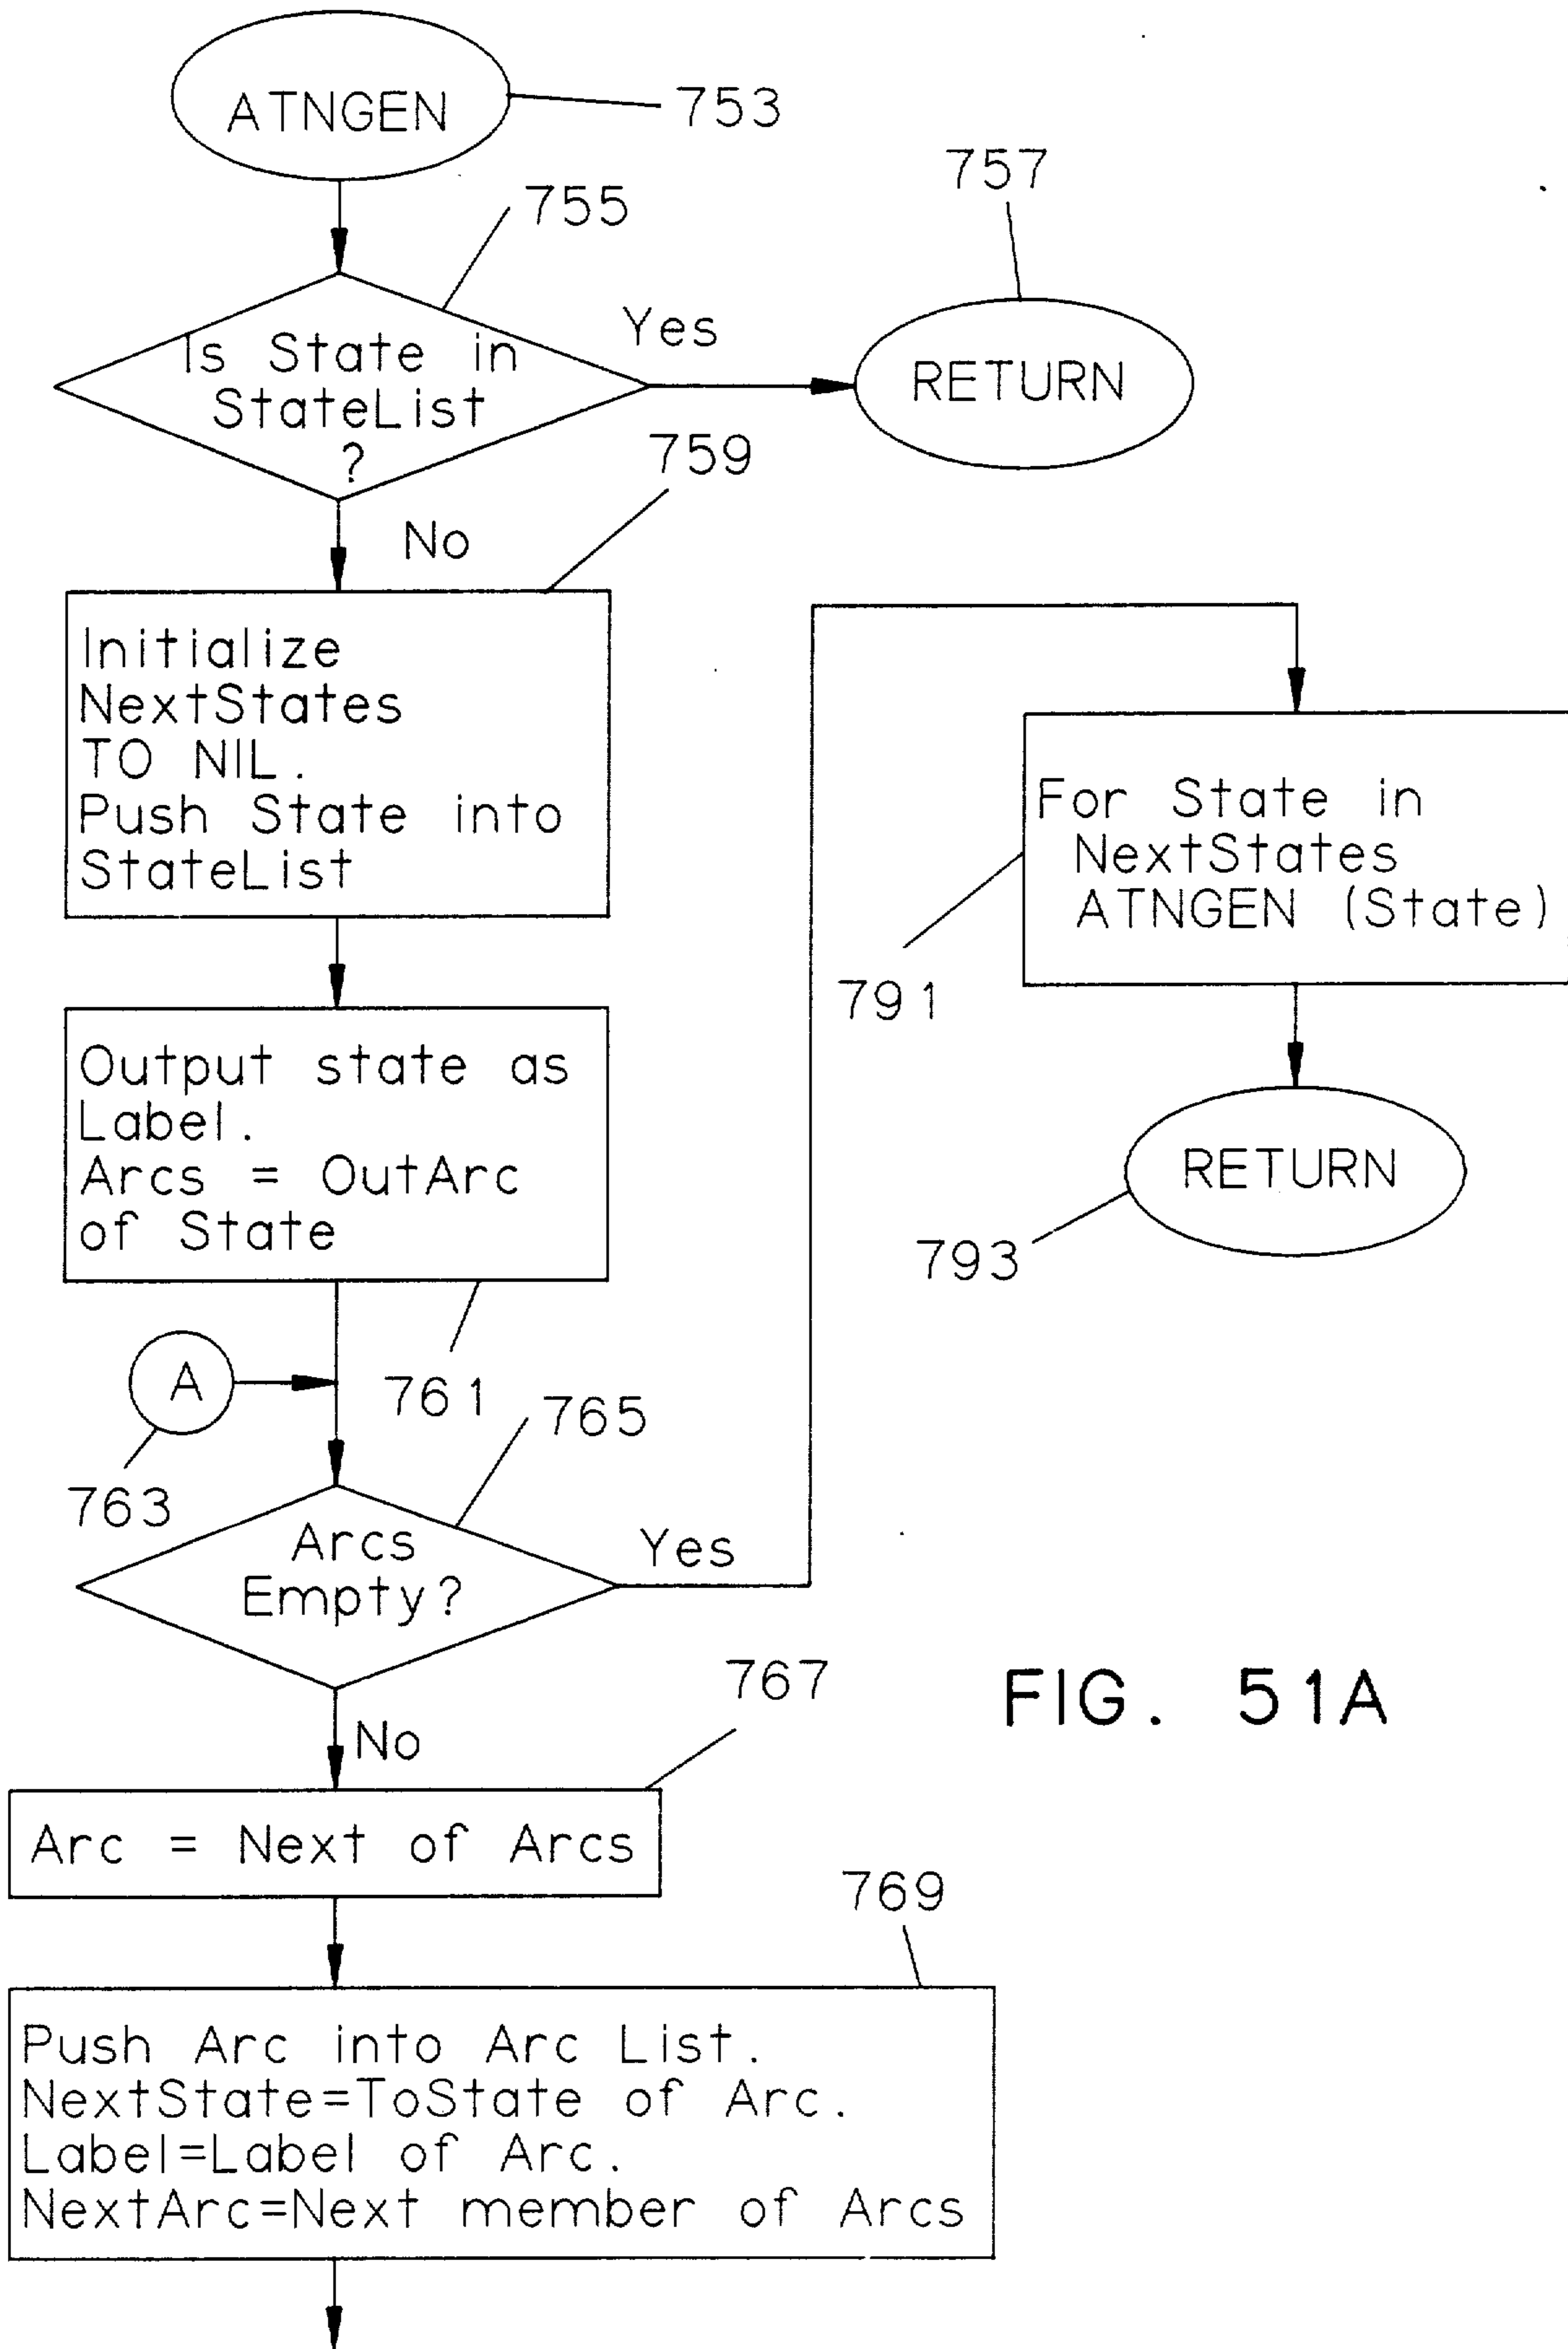 ATNGEN
753
755
757
Is State in
StateList
?
Yes
RETURN
759
No
Initialize
NextStates
TO NIL.
Push State into
StateList
Output state as
Label.
Arcs = OutArc
of State
761
A
763
765
Arcs
Empty?
Yes
For State in
NextStates
ATNGEN (State)
791
RETURN
793
No
767
Arc = Next of Arcs
769
Push Arc into Arc List.
NextState=ToState of Arc.
Label=Label of Arc.
NextArc=Next member of Arcs
FIG. 51A